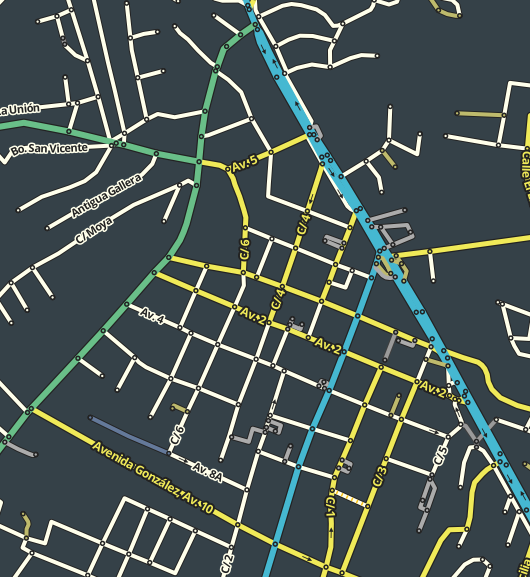 a Unión
Bo. San Vicente
Av. 5
calle
Antigua Gallera
C/ 4
C/ Moya
C/ 6
C/ 4
Av. 2
Av. 4
Av. 2
Av. 2
C/ 6
C/ 5
Av. 8A
C/ 3
Avenida González
Av. 10
C/ 1
C/ 2